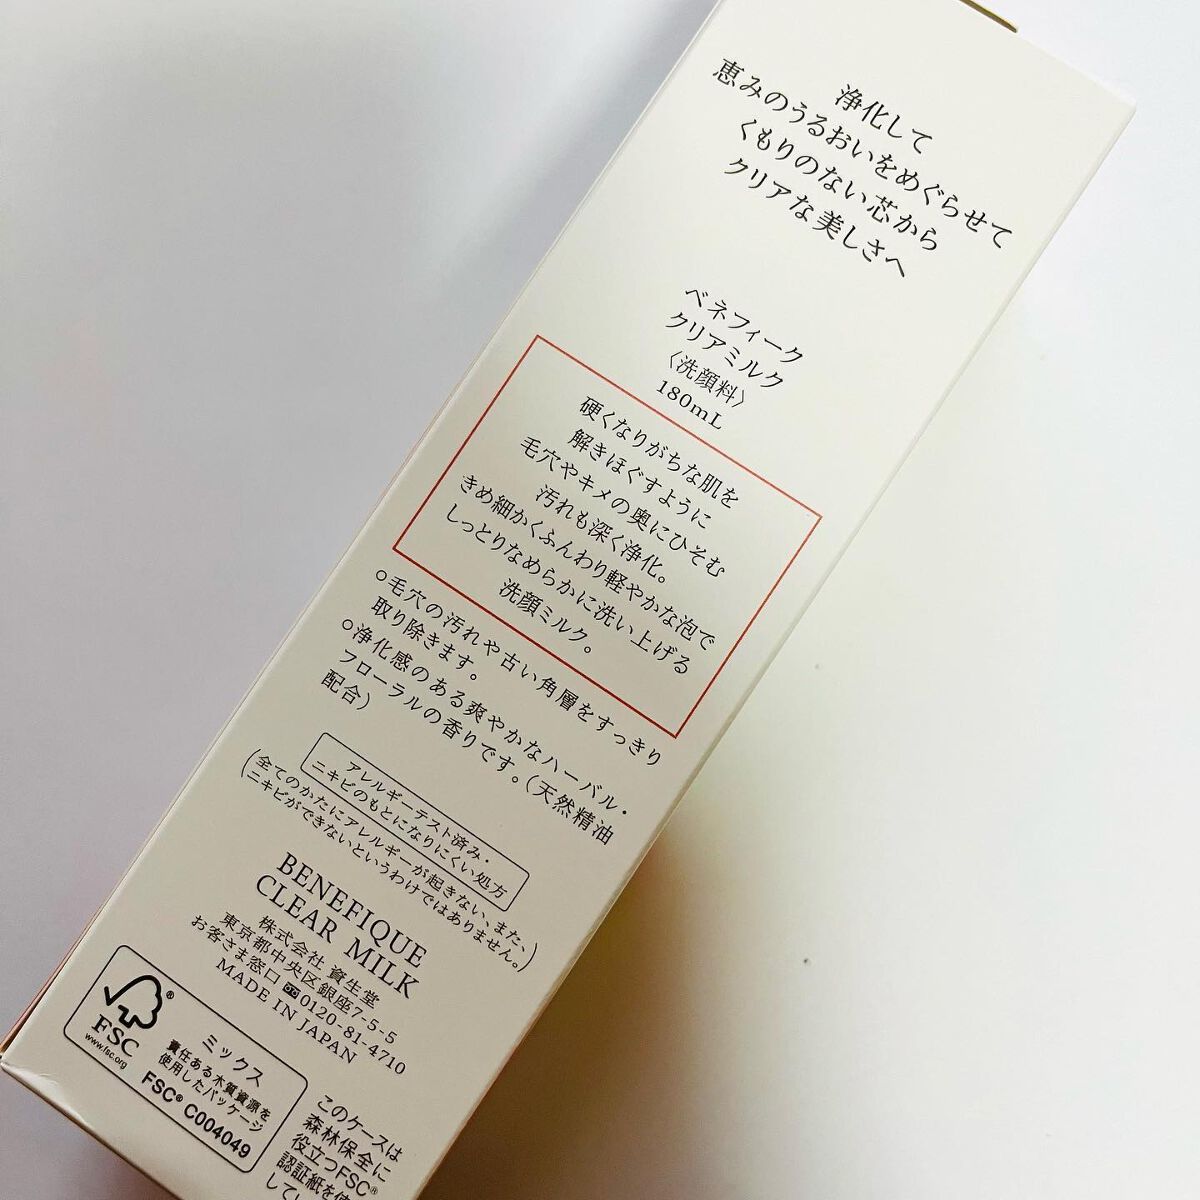 浄化して
恵みのうるおいをめぐらせて
くもりのない芯から
クリアな美しさへ
ベネフィーク
クリアミルク
〈洗顔料〉
180mL
硬くなりがちな肌を
解きほぐすように
毛穴やキメの奥にひそむ
汚れも深く浄化。
きめ細かくふんわり軽やかな泡で
しっとりなめらかに洗い上げる
洗顔ミルク。
○毛穴の汚れや古い角層をすっきり
取り除きます。
○浄化感のある爽やかなハーバル・
フローラルの香りです。(天然精油
配合)
アレルギーテスト済み・
ニキビのもとになりにくい処方
(全てのかたにアレルギーが起きない、また、
ニキビができないというわけではありません。)
BENEFIQUE
CLEAR MILK
株式会社 資生堂
東京都中央区銀座7-5-5
お客さま窓口 0120-81-4710
MADE IN JAPAN
FSC®
www.fsc.org
ミックス
責任ある木質資源を
使用したパッケージ
FSC® C004049
このケースは
森林保全に
役立つFSC®
認証紙を使
してい